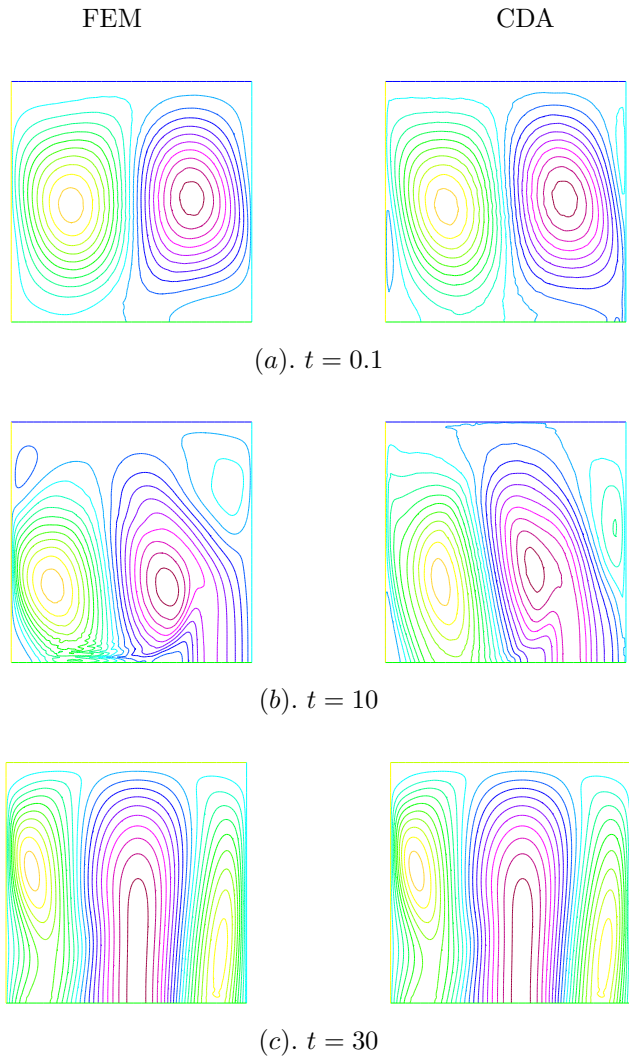 FEM CDA
(a). t = 0.1
(b). t = 10
(c). t = 30